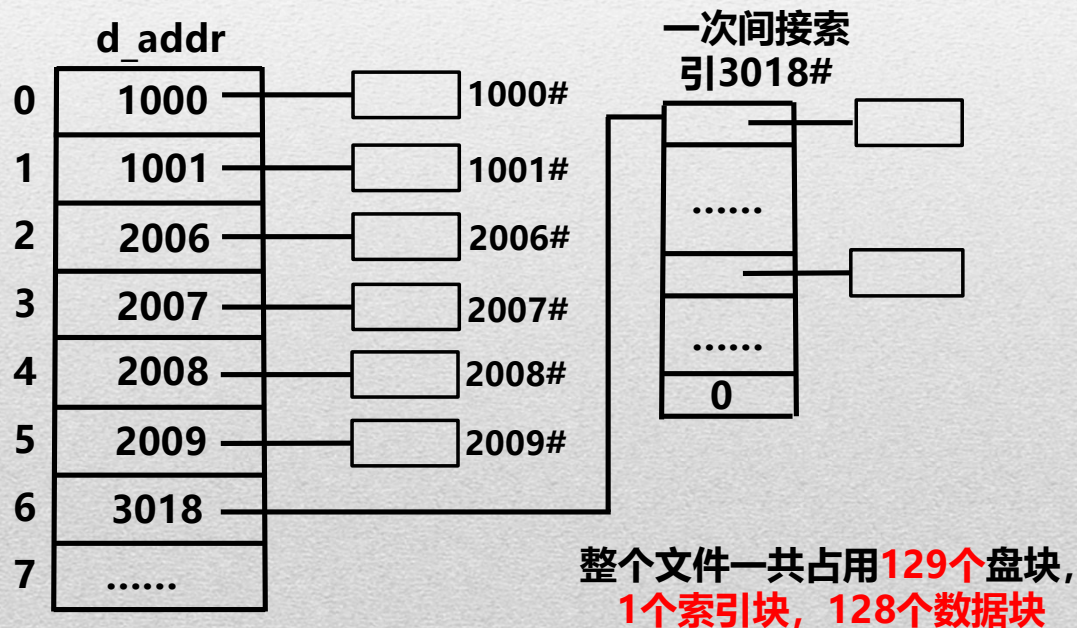 d_addr
0 1000 1000#
1 1001 1001#
2 2006 2006#
3 2007 2007#
4 2008 2008#
5 2009 2009#
6 3018
7 ……
一次间接索
引3018#
……
……
0
整个文件一共占用129个盘块，
1个索引块，128个数据块